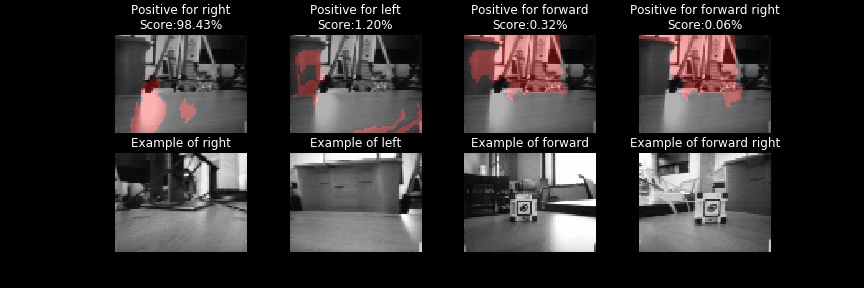 Positive for right
Score:98.43%
Positive for left
Score:1.20%
Positive for forward
Score:0.32%
Positive for forward right
Score:0.06%
Example of right
Example of left
Example of forward
Example of forward right